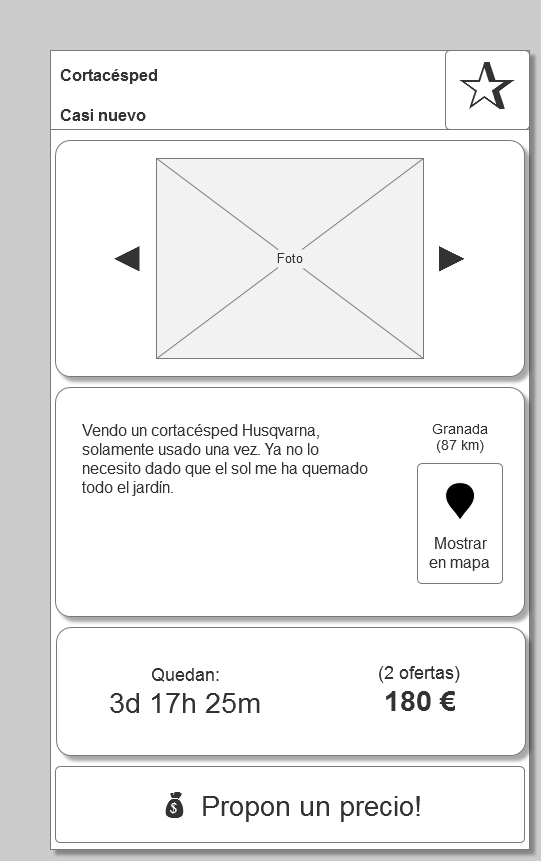 Cortacésped
Casi nuevo
Foto
Vendo un cortacésped Husqvarna,
solamente usado una vez. Ya no lo
necesito dado que el sol me ha quemado
todo el jardín.
Granada
(87 km)
Mostrar
en mapa
Quedan:
3d 17h 25m
(2 ofertas)
180 €
$ Propon un precio!